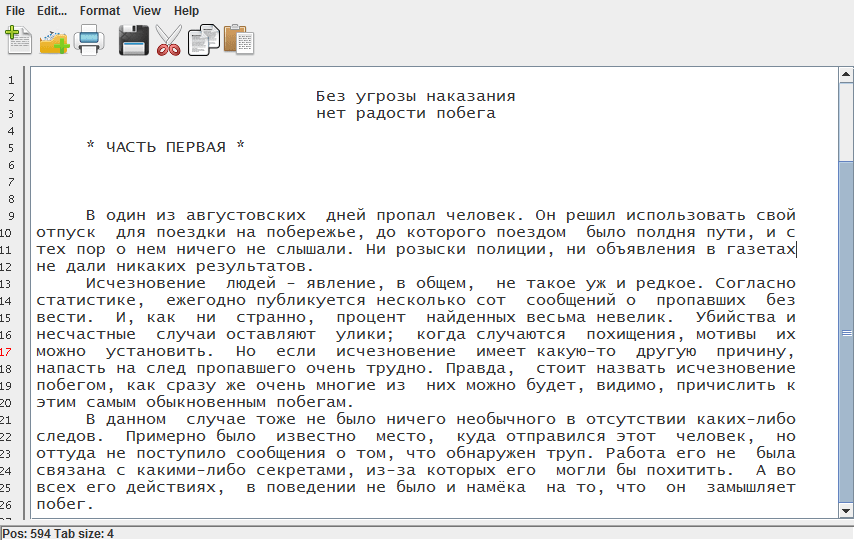 File Edit... Format View Help
1
2 Без угрозы наказания
3 нет радости побега
4
5 * ЧАСТЬ ПЕРВАЯ *
6
7
8
9 В один из августовских дней пропал человек. Он решил использовать свой
10 отпуск для поездки на побережье, до которого поездом было полдня пути, и с
11 тех пор о нем ничего не слышали. Ни розыски полиции, ни объявления в газетах
12 не дали никаких результатов.
13 Исчезновение людей - явление, в общем, не такое уж и редкое. Согласно
14 статистике, ежегодно публикуется несколько сот сообщений о пропавших без
15 вести. И, как ни странно, процент найденных весьма невелик. Убийства и
16 несчастные случаи оставляют улики; когда случаются похищения, мотивы их
17 можно установить. Но если исчезновение имеет какую-то другую причину,
18 напасть на след пропавшего очень трудно. Правда, стоит назвать исчезновение
19 побегом, как сразу же очень многие из них можно будет, видимо, причислить к
20 этим самым обыкновенным побегам.
21 В данном случае тоже не было ничего необычного в отсутствии каких-либо
22 следов. Примерно было известно место, куда отправился этот человек, но
23 оттуда не поступило сообщения о том, что обнаружен труп. Работа его не была
24 связана с какими-либо секретами, из-за которых его могли бы похитить. А во
25 всех его действиях, в поведении не было и намёка на то, что он замышляет
26 побег.
Pos: 594 Tab size: 4